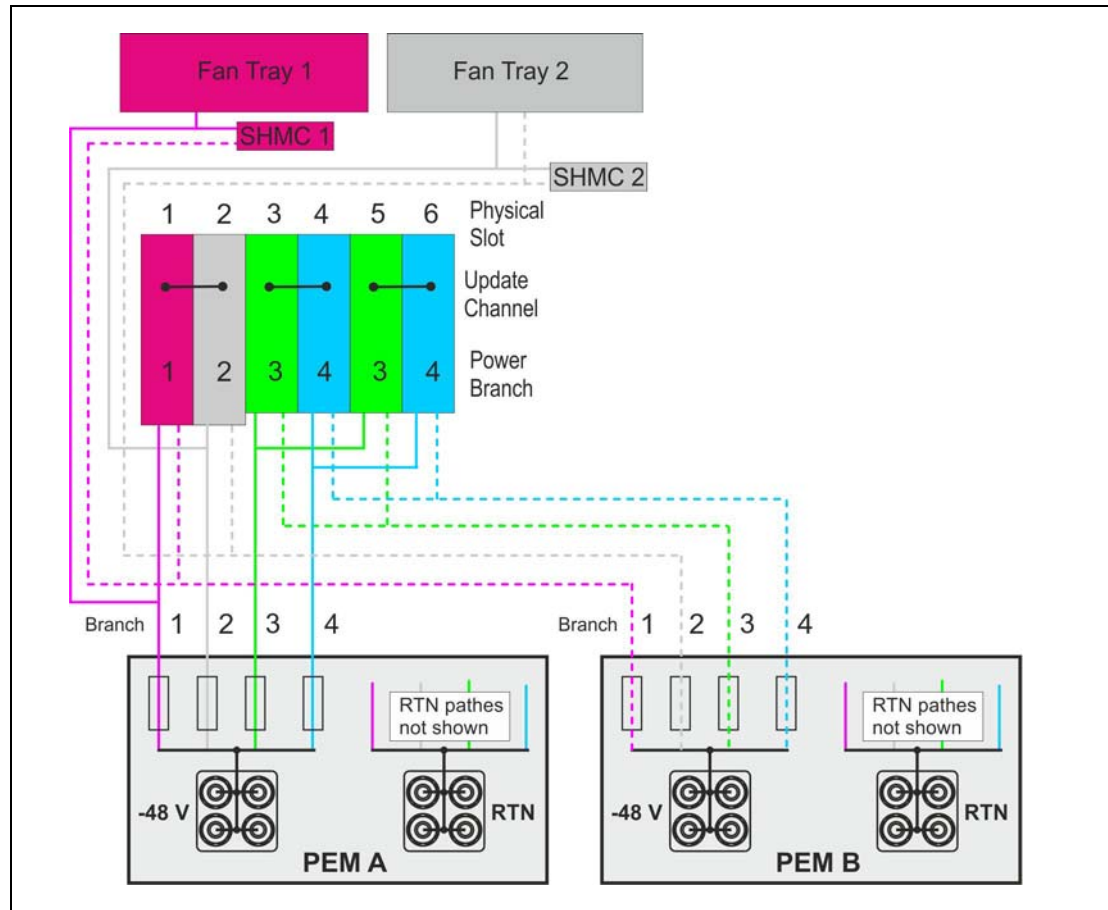 Fan Tray 1
Fan Tray 2
SHMC 1
SHMC 2
1 2 3 4 5 6
Physical
Slot
Update
Channel
1 2 3 4 3 4
Power
Branch
Branch 1 2 3 4
Branch 1 2 3 4
RTN pathes
not shown
-48 V
RTN
PEM A
RTN pathes
not shown
-48 V
RTN
PEM B